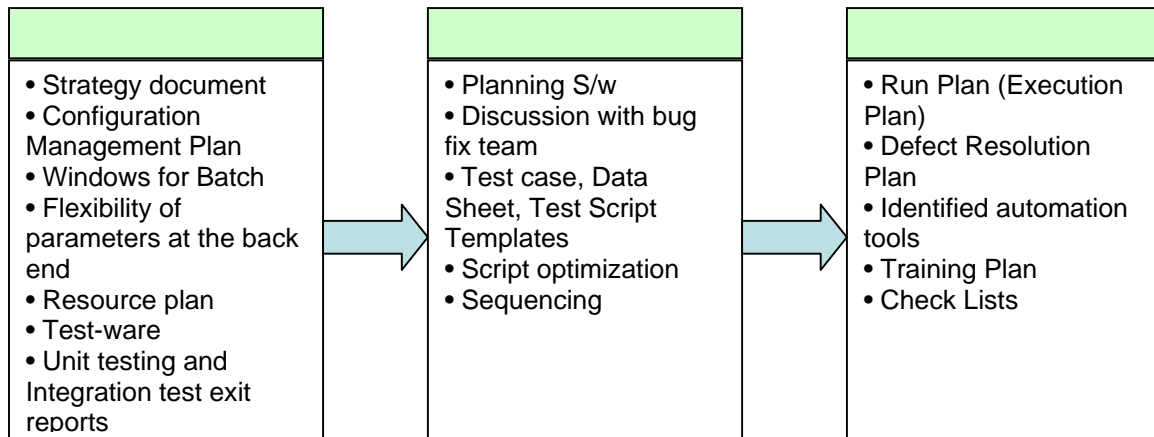 • Strategy document
• Configuration
Management Plan
• Windows for Batch
• Flexibility of
parameters at the back
end
• Resource plan
• Test-ware
• Unit testing and
Integration test exit
reports
• Planning S/w
• Discussion with bug
fix team
• Test case, Data
Sheet, Test Script
Templates
• Script optimization
• Sequencing
• Run Plan (Execution
Plan)
• Defect Resolution
Plan
• Identified automation
tools
• Training Plan
• Check Lists